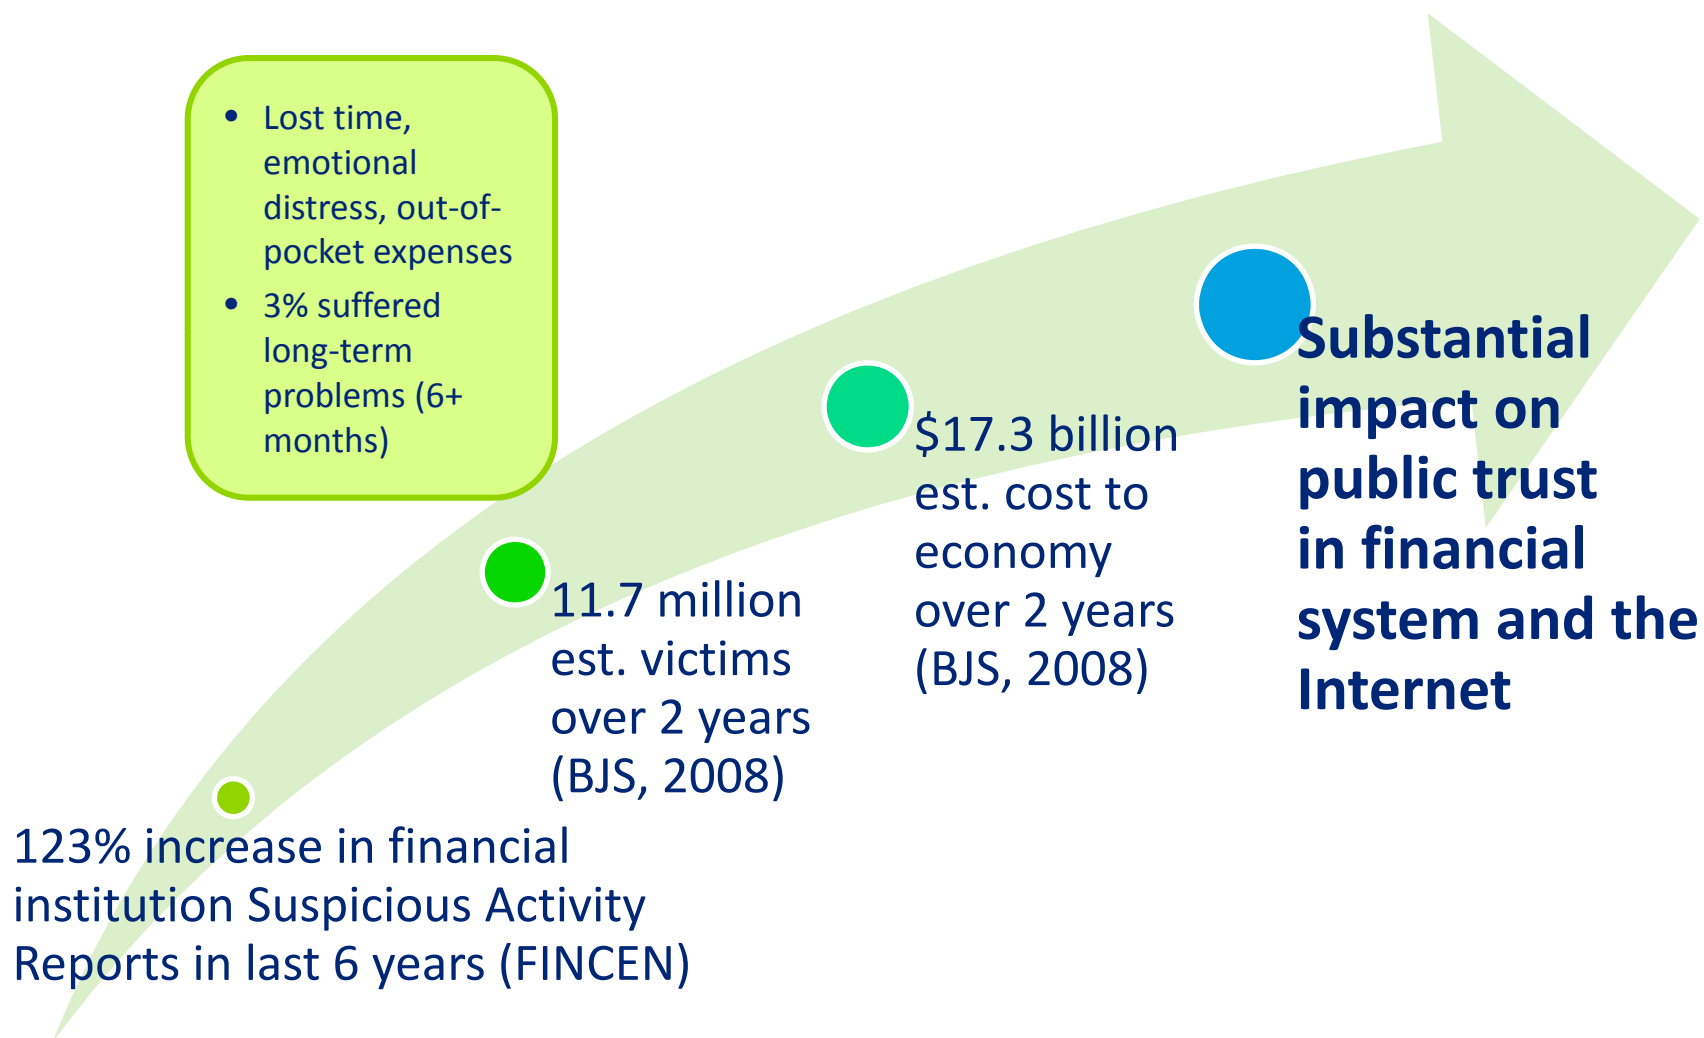 • Lost time,
emotional
distress, out-of-
pocket expenses
• 3% suffered
long-term
problems (6+
months)
123% increase in financial
institution Suspicious Activity
Reports in last 6 years (FINCEN)
11.7 million
est. victims
over 2 years
(BJS, 2008)
$17.3 billion
est. cost to
economy
over 2 years
(BJS, 2008)
Substantial
impact on
public trust
in financial
system and the
Internet